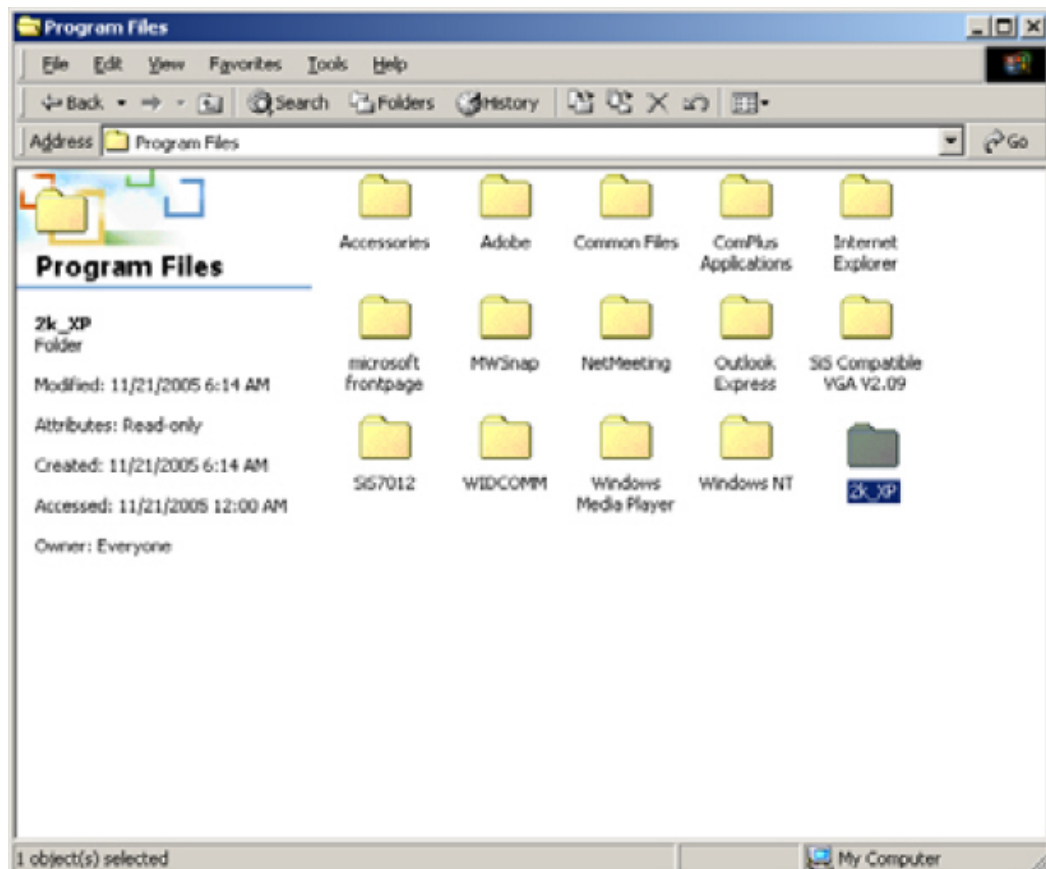 Program Files
File Edit View Favorites Tools Help
Back Search Folders History
Address Program Files Go
Program Files
2k_XP
Folder
Modified: 11/21/2005 6:14 AM
Attributes: Read-only
Created: 11/21/2005 6:14 AM
Accessed: 11/21/2005 12:00 AM
Owner: Everyone
Accessories Adobe Common Files ComPlus Internet
Applications Explorer
microsoft MWSnap NetMeeting Outlook SiS Compatible
frontpage Express VGA V2.09
SiS7012 WIDCOMM Windows Windows NT 2k_XP
Media Player
1 object(s) selected My Computer